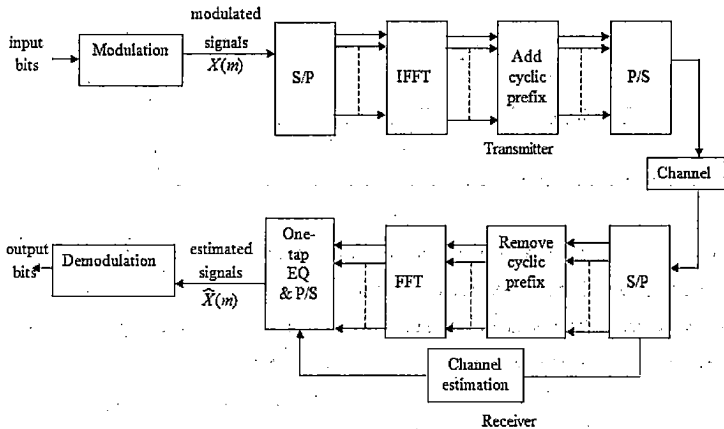 input
bits
Modulation
modulated
signals
X(m)
S/P
IFFT
Add
cyclic
prefix
P/S
Transmitter
Channel
output
bits
Demodulation
estimated
signals
X̂(m)
One-
tap
EQ
& P/S
FFT
Remove
cyclic
prefix
S/P
Channel
estimation
Receiver